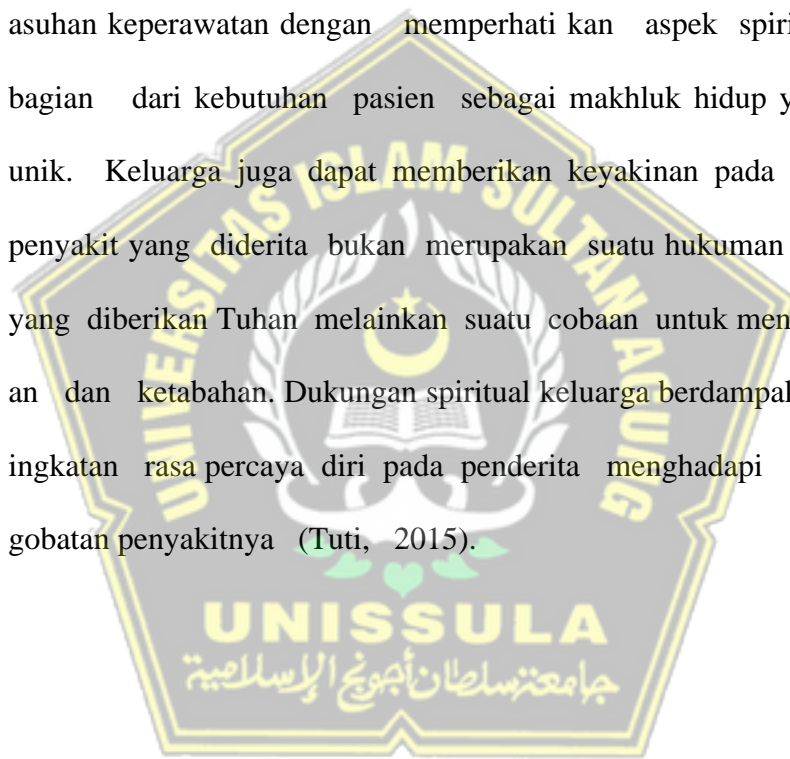 asuhan keperawatan dengan memperhati kan aspek spiri
bagian dari kebutuhan pasien sebagai makhluk hidup y
unik. Keluarga juga dapat memberikan keyakinan pada
penyakit yang diderita bukan merupakan suatu hukuman
yang diberikan Tuhan melainkan suatu cobaan untuk men
an dan ketabahan. Dukungan spiritual keluarga berdampak
ingkatan rasa percaya diri pada penderita menghadapi
gobatan penyakitnya (Tuti, 2015).
UNIVERSITAS ISLAM SULTAN AGUNG
UNISSULA
جامعتسلطان أجونج الإسلامية